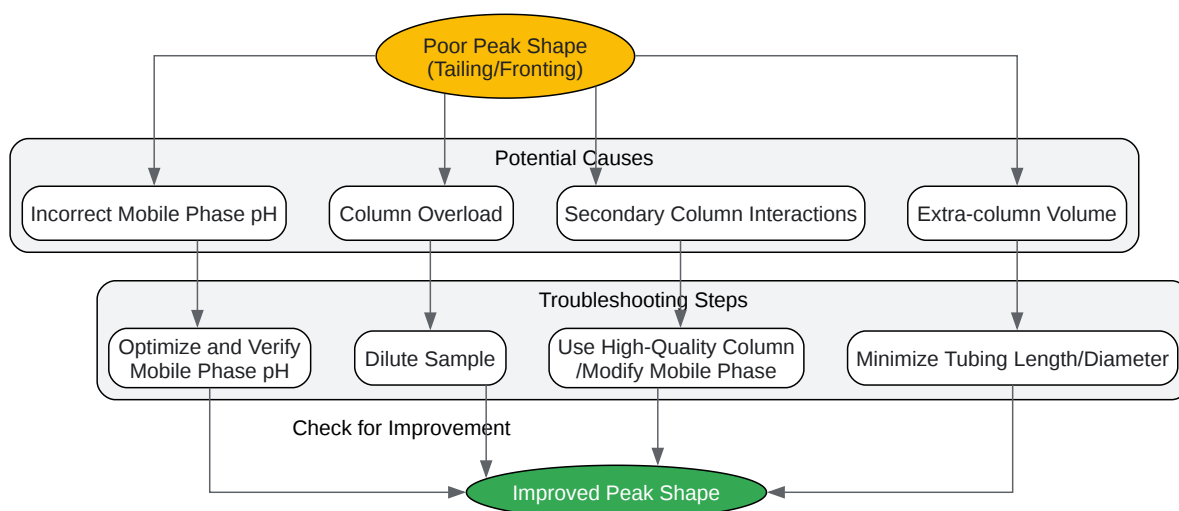 Poor Peak Shape
(Tailing/Fronting)
Potential Causes
Incorrect Mobile Phase pH
Column Overload
Secondary Column Interactions
Extra-column Volume
Troubleshooting Steps
Optimize and Verify
Mobile Phase pH
Dilute Sample
Use High-Quality Column
/Modify Mobile Phase
Minimize Tubing Length/Diameter
Check for Improvement
Improved Peak Shape